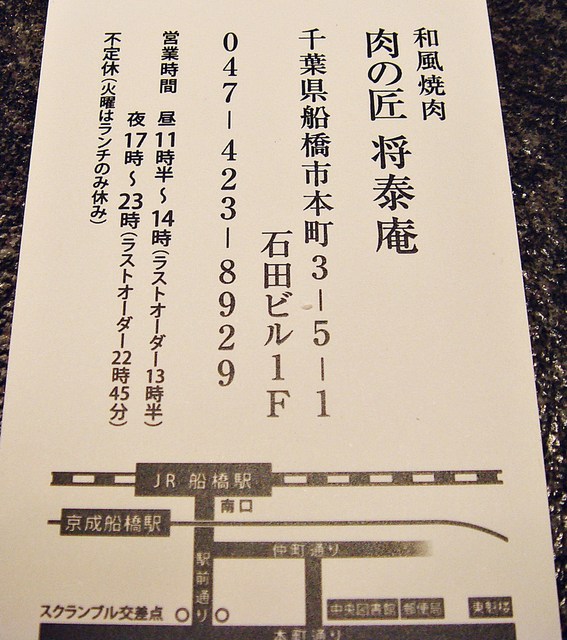 和風焼肉
肉の匠 将泰庵
千葉県船橋市本町3-5-1
石田ビル1F
047-423-8929
営業時間 昼11時半〜14時(ラストオーダー13時半)
夜17時〜23時(ラストオーダー22時45分)
不定休(火曜はランチのみ休み)
JR 船橋駅
南口
京成船橋駅
仲町通り
駅前通り
スクランブル交差点
中央図書館
郵便局
東魁楼
本町通り